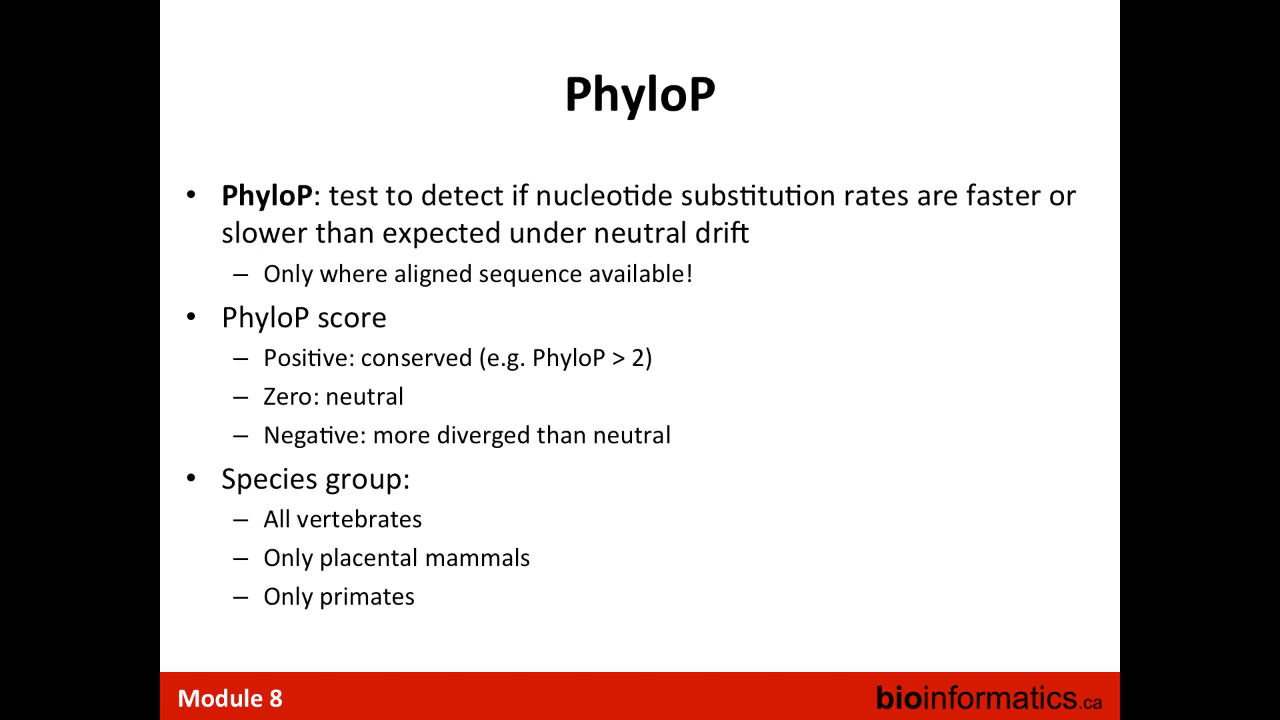 PhyloP
• PhyloP: test to detect if nucleotide substitution rates are faster or
slower than expected under neutral drift
– Only where aligned sequence available!
• PhyloP score
– Positive: conserved (e.g. PhyloP > 2)
– Zero: neutral
– Negative: more diverged than neutral
• Species group:
– All vertebrates
– Only placental mammals
– Only primates
Module 8
bioinformatics.ca